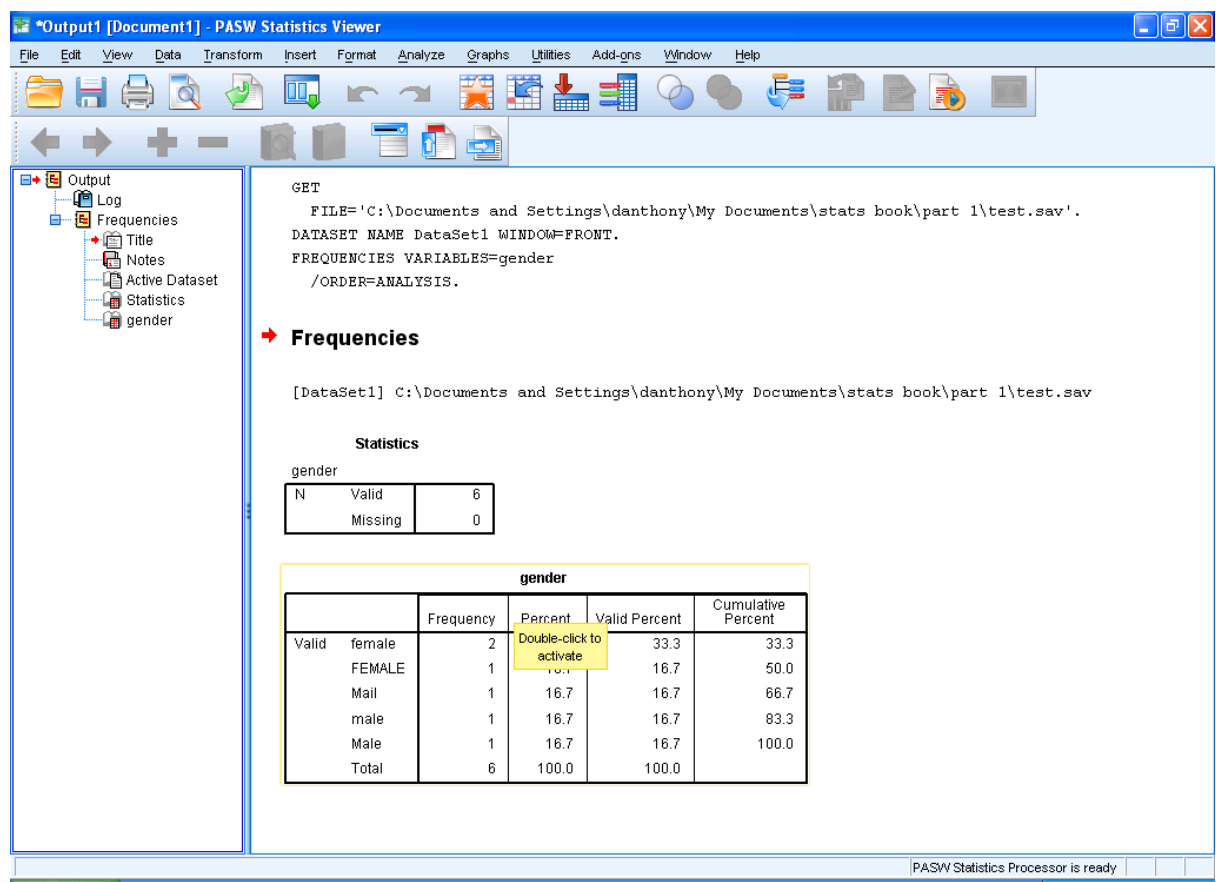 *Output1 [Document1] - PASW Statistics Viewer
File Edit View Data Transform Insert Format Analyze Graphs Utilities Add-ons Window Help
Output
Log
Frequencies
Title
Notes
Active Dataset
Statistics
gender
GET
FILE='C:\Documents and Settings\danthony\My Documents\stats book\part 1\test.sav'.
DATASET NAME DataSet1 WINDOW=FRONT.
FREQUENCIES VARIABLES=gender
/ORDER=ANALYSIS.
Frequencies
[DataSet1] C:\Documents and Settings\danthony\My Documents\stats book\part 1\test.sav
Statistics
gender
N Valid 6
Missing 0
gender
Frequency Percent Valid Percent Cumulative Percent
Valid female 2 33.3 33.3
Double-click to
activate
FEMALE 1 16.7 50.0
Mail 1 16.7 16.7 66.7
male 1 16.7 16.7 83.3
Male 1 16.7 16.7 100.0
Total 6 100.0 100.0
PASW Statistics Processor is ready